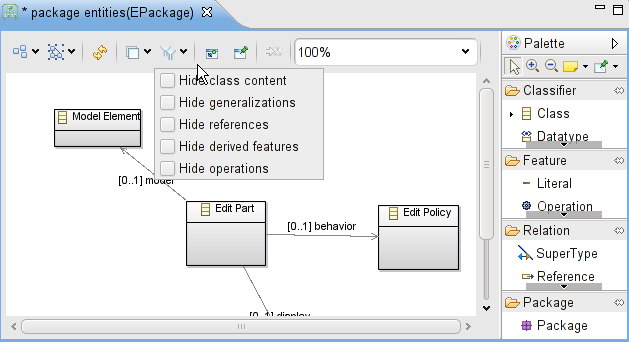 * package entities(EPackage)
100%
Hide class content
Hide generalizations
Hide references
Hide derived features
Hide operations
Model Element
[0..1] model
Edit Part
[0..1] behavior
Edit Policy
[0..1] display
Palette
Classifier
Class
Datatype
Feature
Literal
Operation
Relation
SuperType
Reference
Package
Package